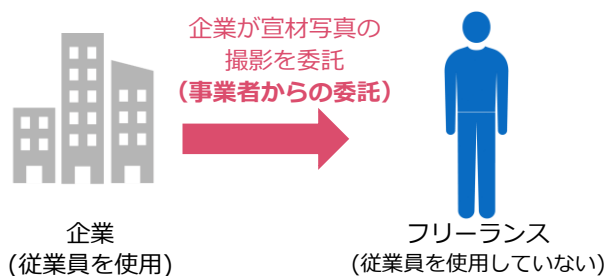 企業が宣材写真の
撮影を委託
（事業者からの委託）
企業
(従業員を使用)
フリーランス
(従業員を使用していない)